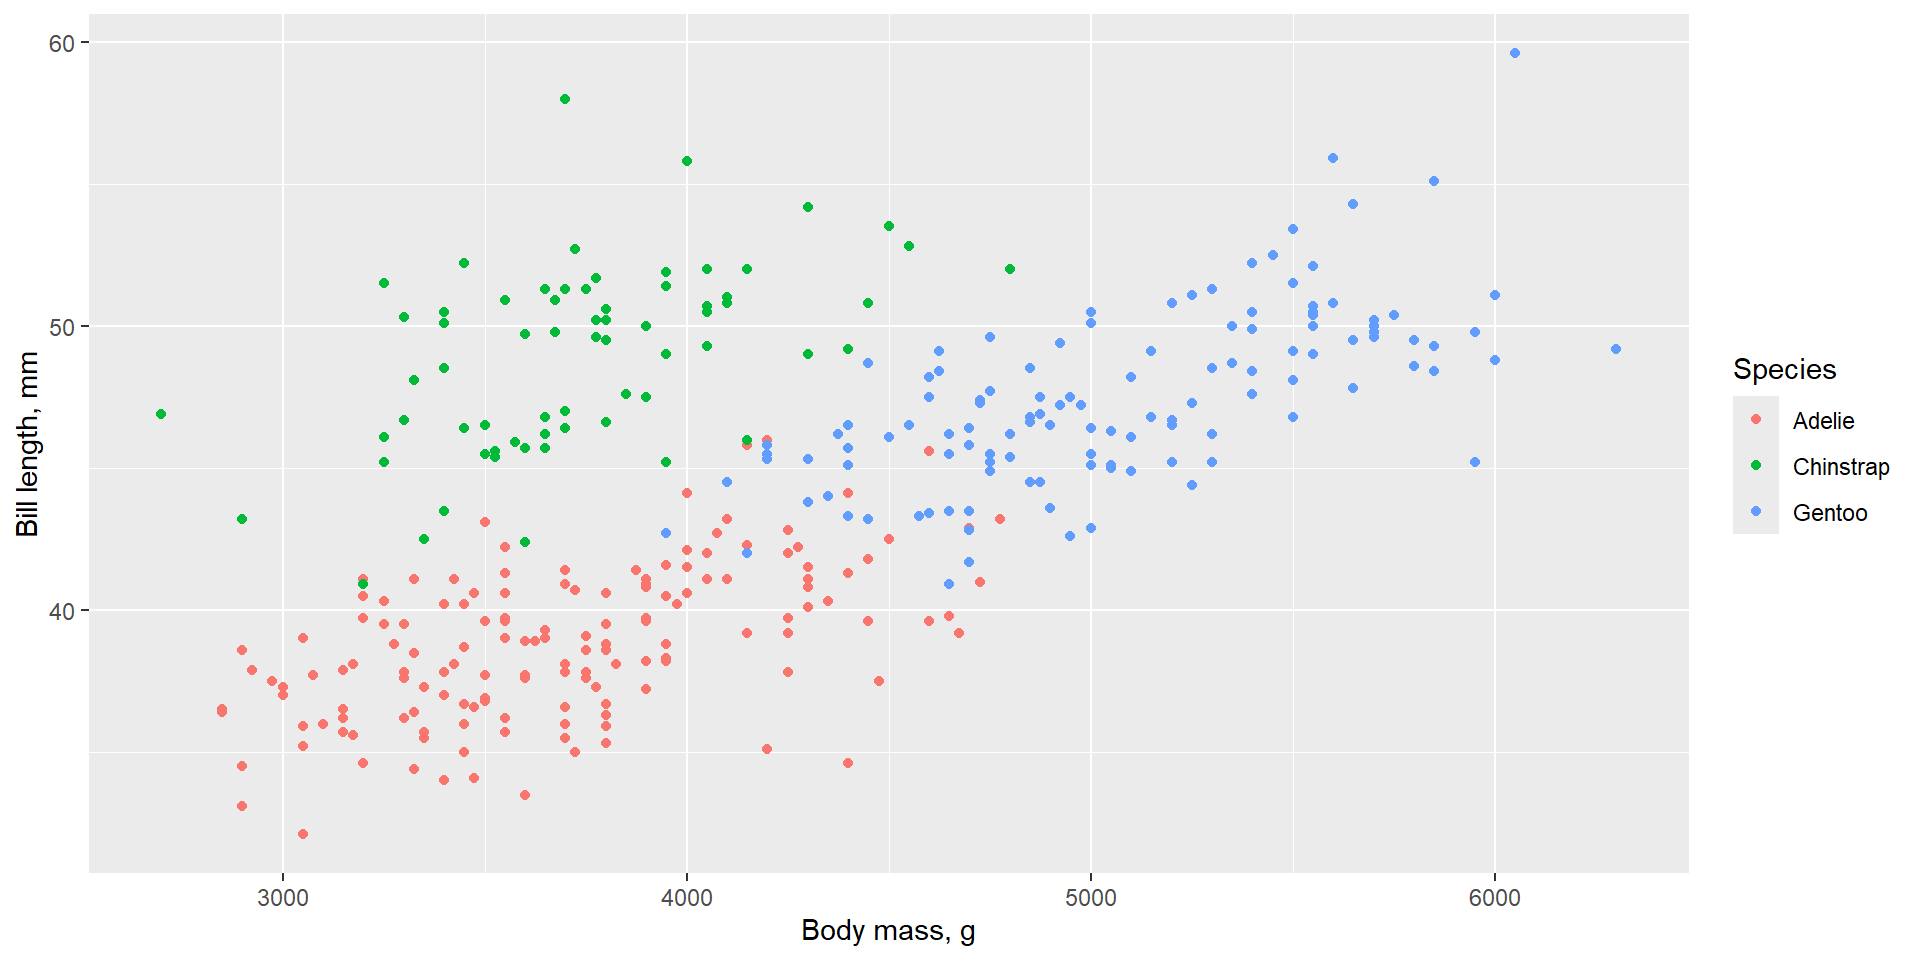 60
50
40
Bill length, mm
3000 4000 5000 6000
Body mass, g
Species
Adelie
Chinstrap
Gentoo